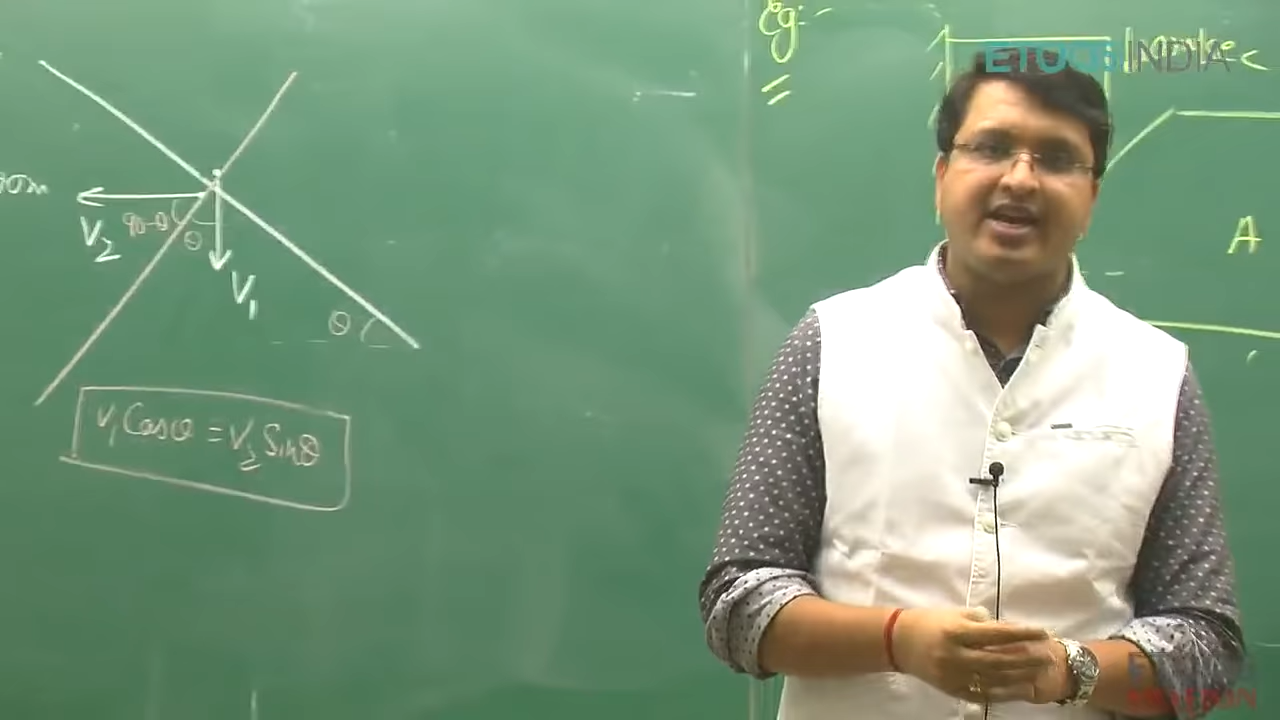 Eg:-
ETOOSINDIA
V₂
90-θ
θ
V₁
θ
A
V₁ Cosθ = V₂ Sinθ